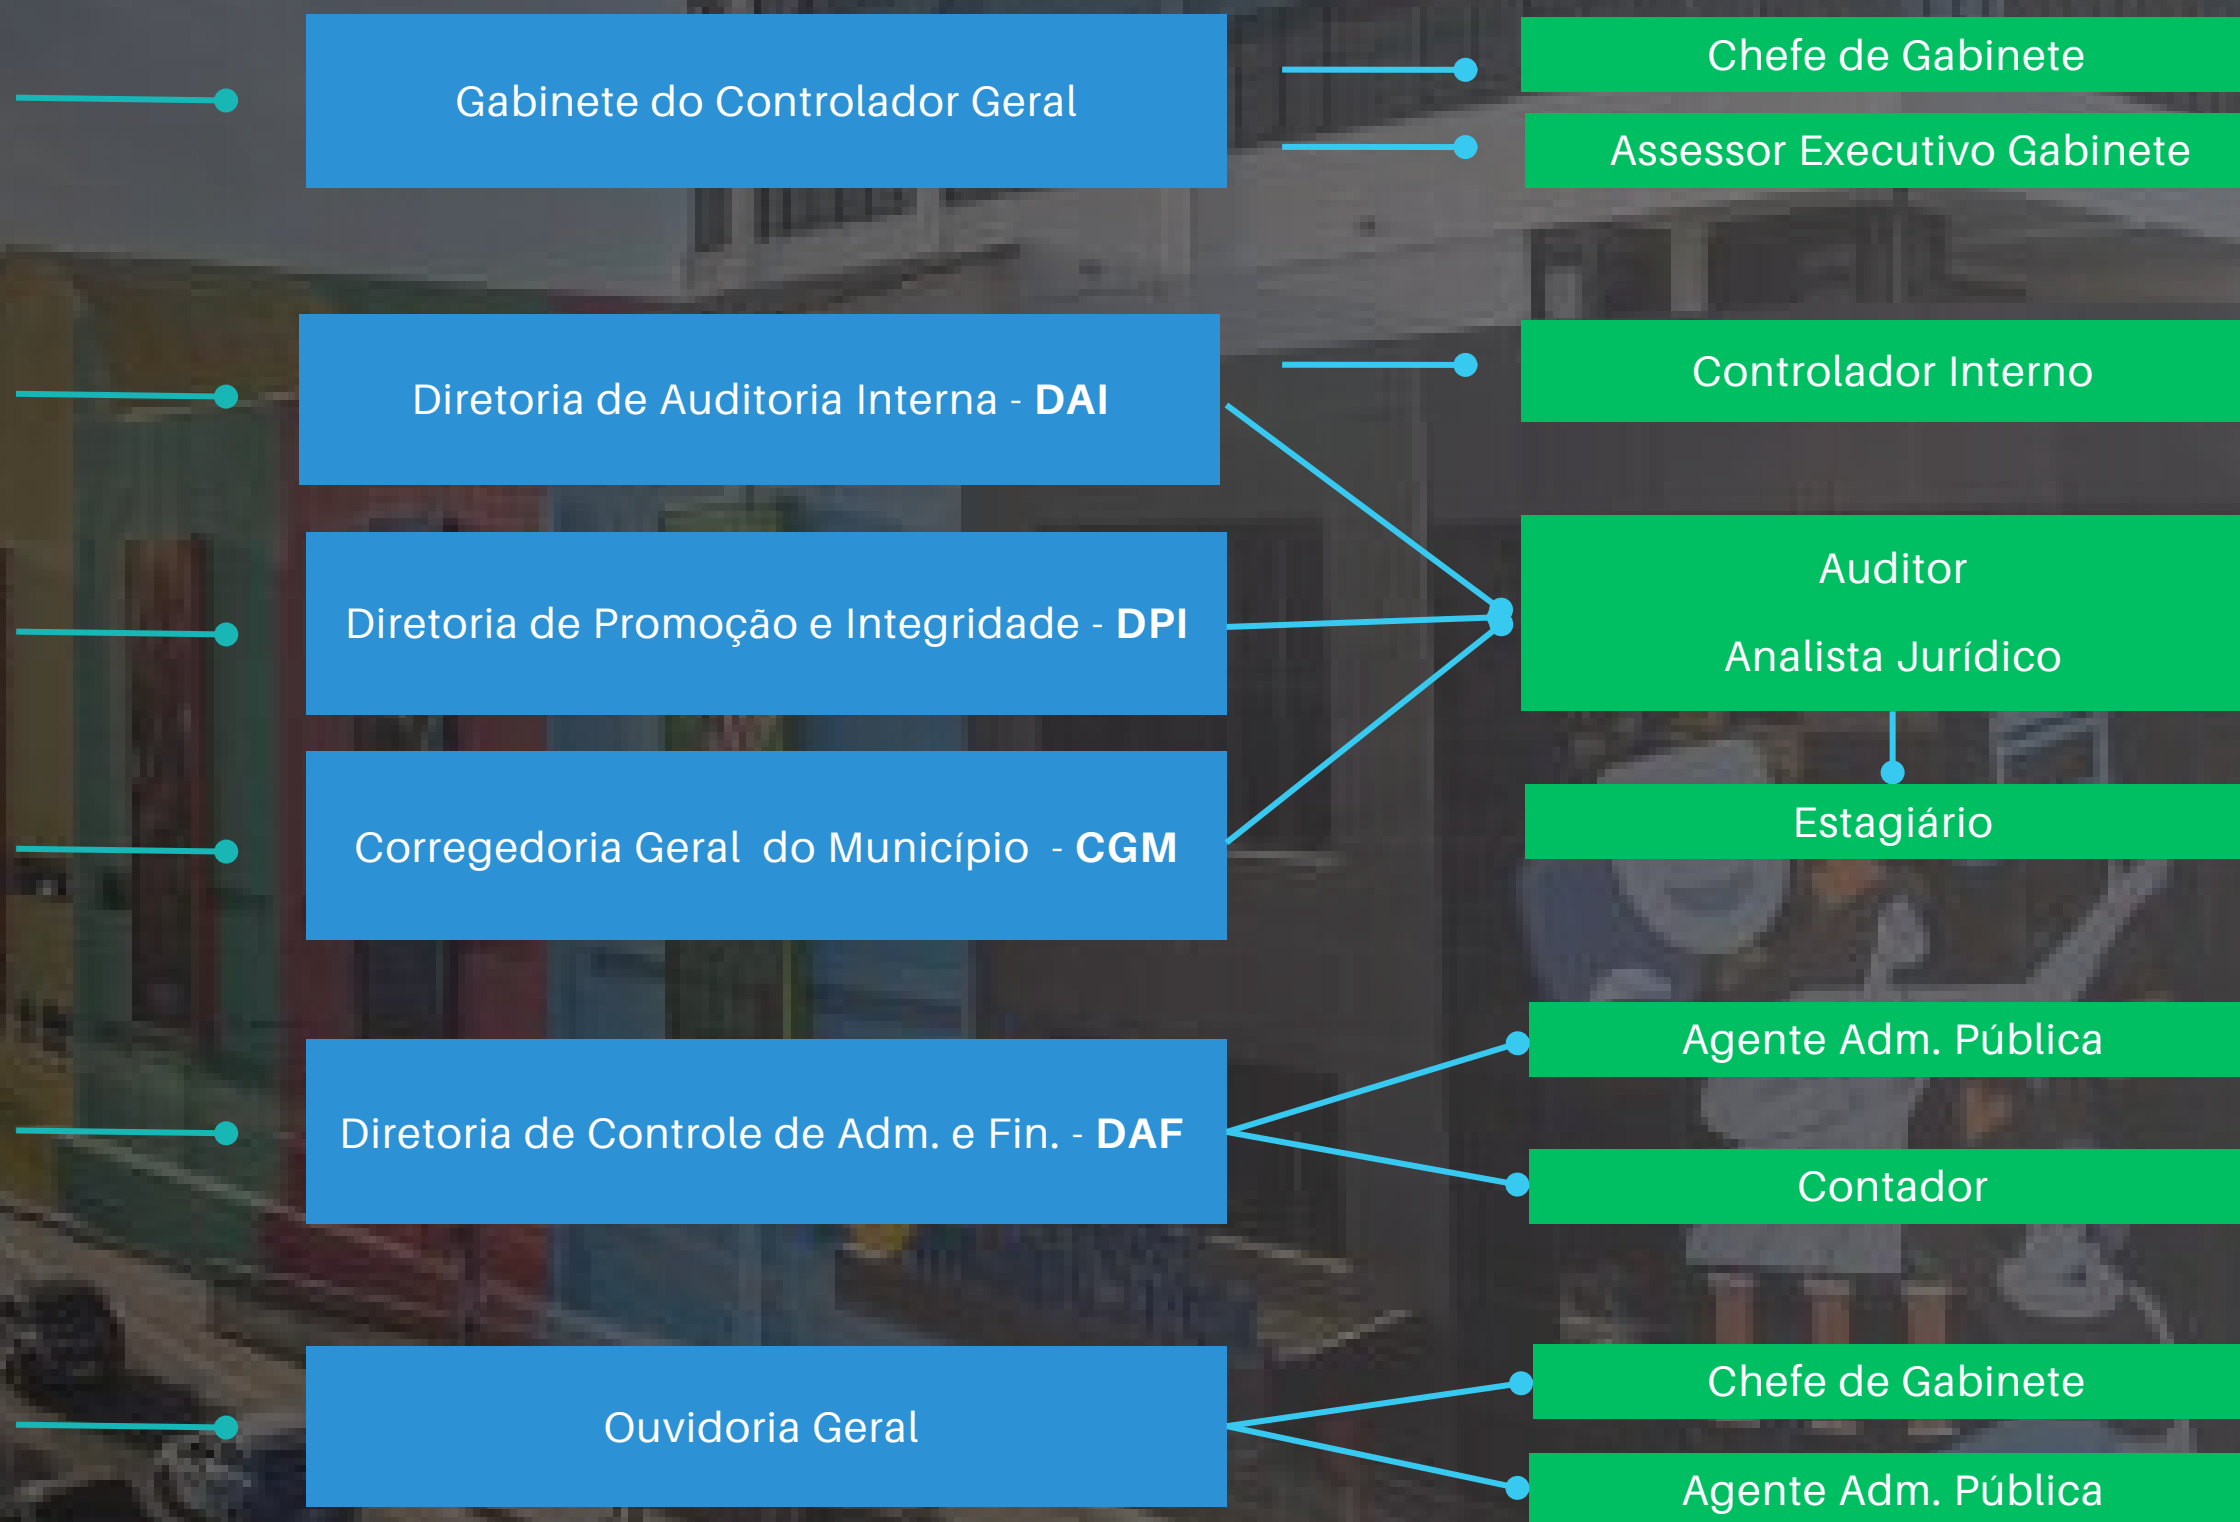 Gabinete do Controlador Geral
Chefe de Gabinete
Assessor Executivo Gabinete
Diretoria de Auditoria Interna - DAI
Controlador Interno
Diretoria de Promoção e Integridade - DPI
Auditor
Analista Jurídico
Corregedoria Geral do Município - CGM
Estagiário
Diretoria de Controle de Adm. e Fin. - DAF
Agente Adm. Pública
Contador
Ouvidoria Geral
Chefe de Gabinete
Agente Adm. Pública